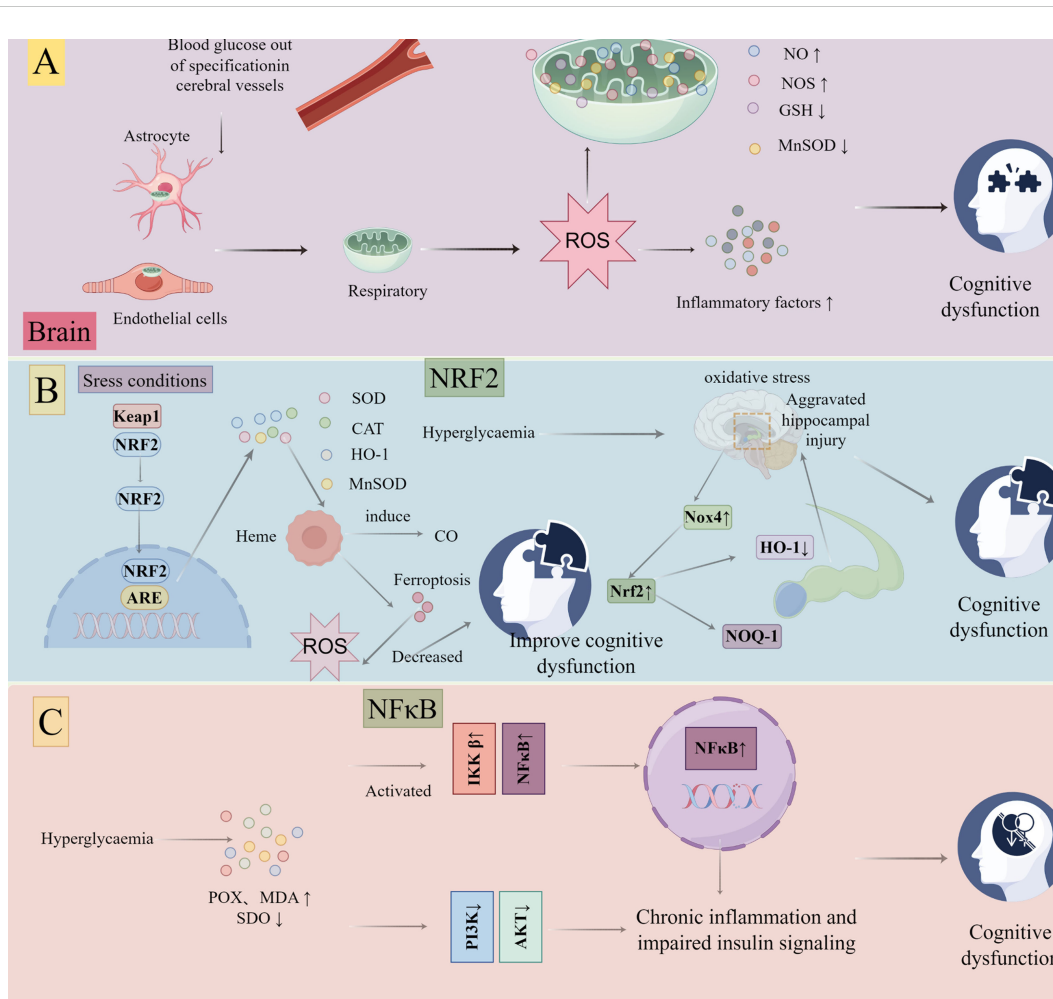 A
Blood glucose out
of specificationin
cerebral vessels
NO ↑
NOS ↑
GSH ↓
MnSOD ↓
Astrocyte
ROS
Respiratory
Inflammatory factors ↑
Cognitive
dysfunction
Endothelial cells
Brain
B
Sress conditions
Keap1
NRF2
NRF2
NRF2
ARE
SOD
CAT
HO-1
MnSOD
Heme
induce
CO
Ferroptosis
ROS
Decreased
Improve cognitive
dysfunction
NRF2
Hyperglycaemia
oxidative stress
Aggravated
hippocampal
injury
Nox4↑
HO-1↓
Nrf2↑
NOQ-1
Cognitive
dysfunction
C
NFκB
IKK β↑
NFκB↑
Activated
NFκB↑
Hyperglycaemia
POX、MDA ↑
SDO ↓
PI3K↓
AKT↓
Chronic inflammation and
impaired insulin signaling
Cognitive
dysfunction